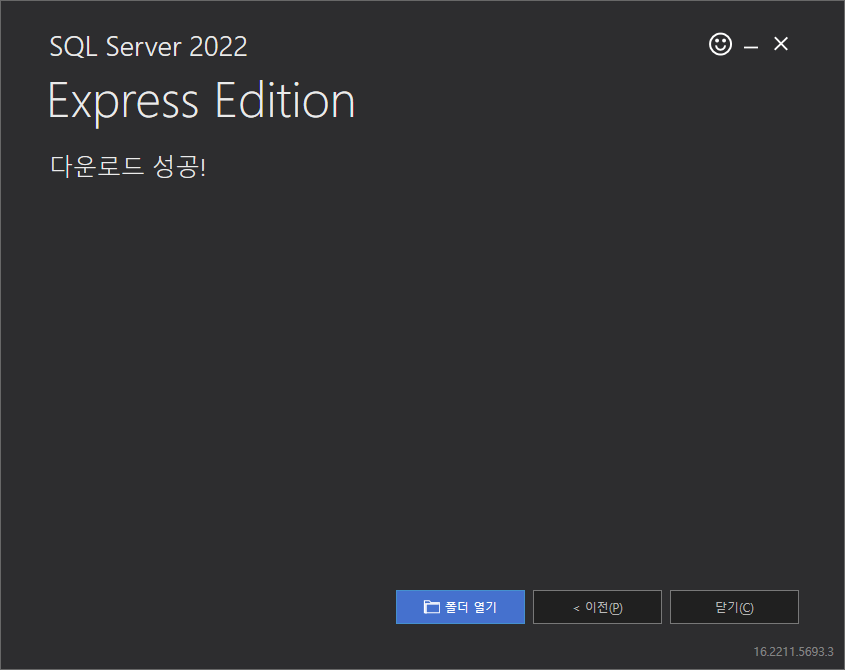 SQL Server 2022
Express Edition
다운로드 성공!
폴더 열기
< 이전(P)
닫기(C)
16.2211.5693.3